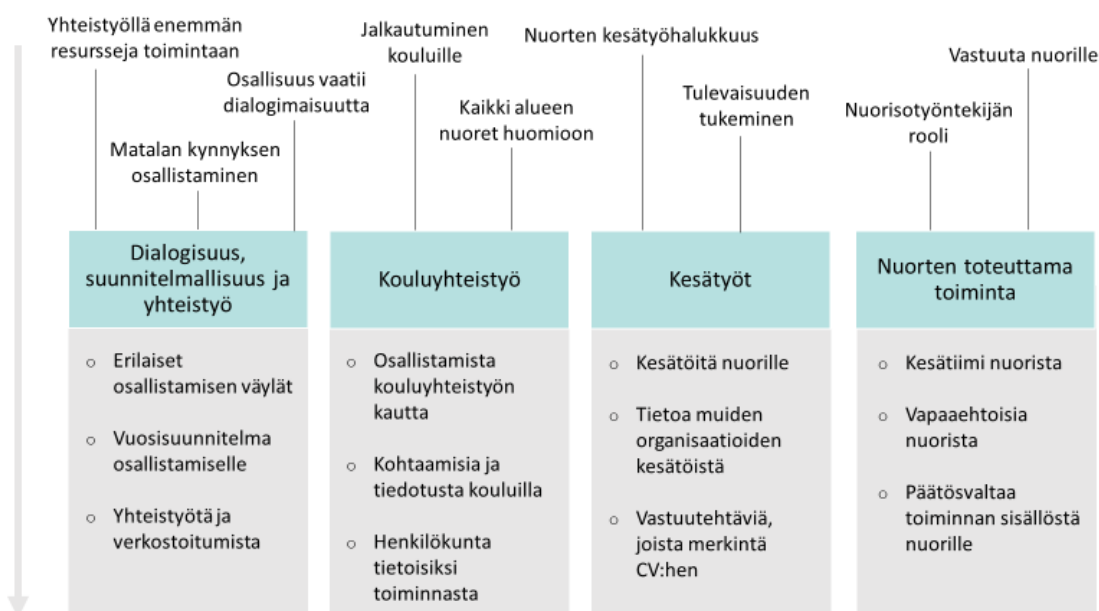 Yhteistyöllä enemmän
resursseja toimintaan
Osallisuus vaatii
dialogimaisuutta
Matalan kynnyksen
osallistaminen
Jalkautuminen
kouluille
Kaikki alueen
nuoret huomioon
Nuorten kesätyöhalukkuus
Tulevaisuuden
tukeminen
Vastuuta nuorille
Nuorisotyöntekijän
rooli
Dialogisuus,
suunnitelmallisuus ja
yhteistyö
Erilaiset
osallistamisen väylät
Vuosisuunnitelma
osallistamiselle
Yhteistyötä ja
verkostoitumista
Kouluyhteistyö
Osallistamista
kouluyhteistyön
kautta
Kohtaamisia ja
tiedotusta kouluilla
Henkilökunta
tietoisiksi
toiminnasta
Kesätyöt
Kesätöitä nuorille
Tietoa muiden
organisaatioiden
kesätöistä
Vastuutehtäviä,
joista merkintä
CV:hen
Nuorten toteuttama
toiminta
Kesätiimi nuorista
Vapaaehtoisia
nuorista
Päätösvaltaa
toiminnan sisällöstä
nuorille